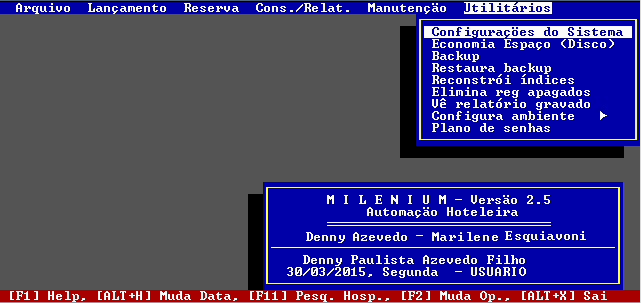 Arquivo Lançamento Reserva Cons./Relat. Manutenção Utilitários
Configurações do Sistema
Economia Espaço (Disco)
Backup
Restaura backup
Reconstrói índices
Elimina reg apagados
Vê relatório gravado
Configura ambiente
Plano de senhas
M I L E N I U M - Versão 2.5
Automação Hoteleira
Denny Azevedo - Marilene Esquiavoni
Denny Paulista Azevedo Filho
30/03/2015, Segunda - USUARIO
[F1] Help, [ALT+H] Muda Data, [F11] Pesq. Hosp., [F2] Muda Op., [ALT+X] Sai